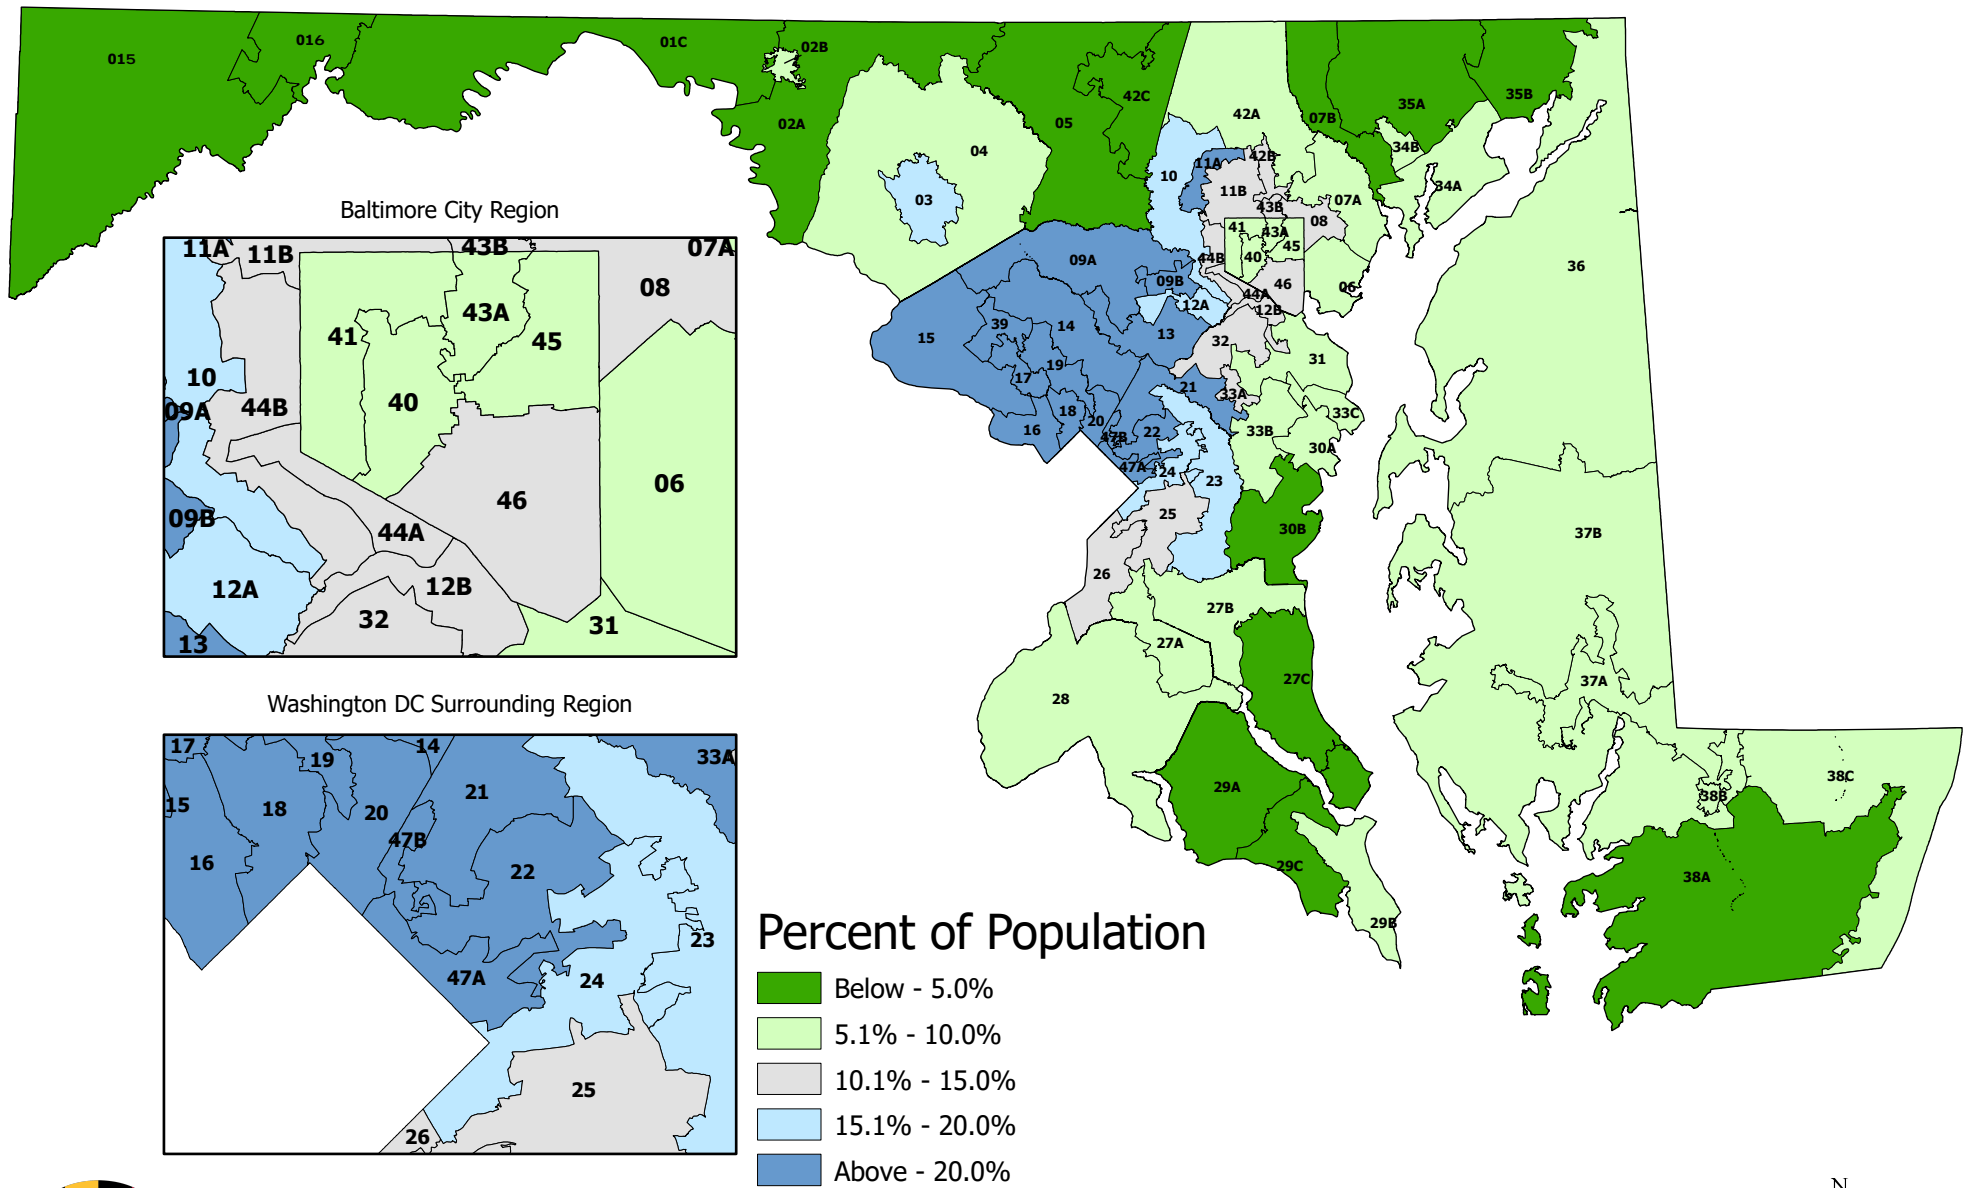 015
016
01C
02B
02A
42C
05
35B
35A
07B
42A
34B
04
42B
11A
10
11B
34A
03
07A
43B
08
41
43A
45
44B
40
09A
36
09B
46
06
44A
12A
12B
39
14
13
15
32
31
19
17
21
33A
18
33C
20
16
47B
22
33B
30A
47A
24
23
25
30B
37B
26
27B
27A
27C
37A
28
29A
38C
38B
29C
38A
29B
Baltimore City Region
11A
11B
43B
07A
08
43A
41
45
10
40
09A
44B
06
46
09B
44A
12A
12B
32
31
13
Washington DC Surrounding Region
17
19
14
33A
15
18
21
20
47B
16
22
23
47A
24
25
26
Percent of Population
Below - 5.0%
5.1% - 10.0%
10.1% - 15.0%
15.1% - 20.0%
Above - 20.0%
N